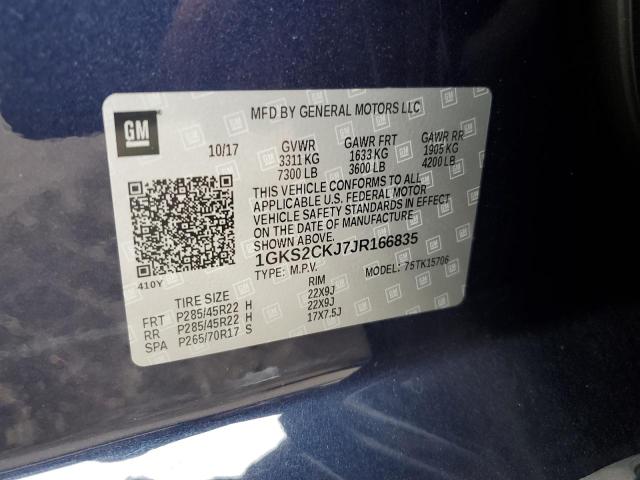 GM
MFD BY GENERAL MOTORS LLC
10/17 GVWR GAWR FRT GAWR RR
3311 KG 1633 KG 1905 KG
7300 LB 3600 LB 4200 LB
THIS VEHICLE CONFORMS TO ALL
APPLICABLE U.S. FEDERAL MOTOR
VEHICLE SAFETY STANDARDS IN EFFECT
ON THE DATE OF MANUFACTURE
SHOWN ABOVE.
1GKS2CKJ7JR166835
TYPE: M.P.V. MODEL: 75TK15706
410Y
TIRE SIZE RIM
FRT P285/45R22 H 22X9J
RR P285/45R22 H 22X9J
SPA P265/70R17 S 17X7.5J